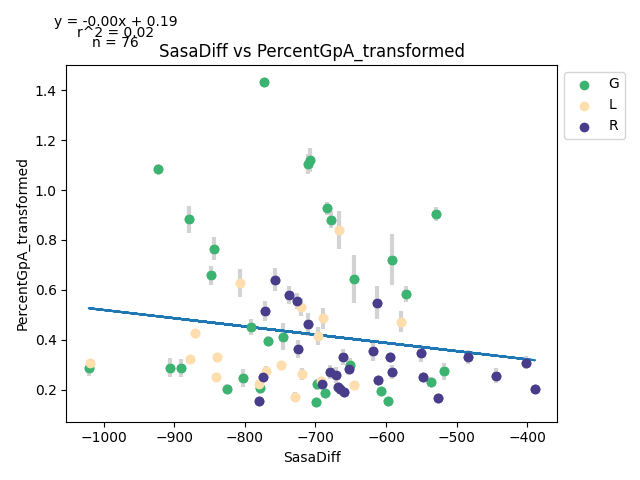 y = -0.00x + 0.19
r^2 = 0.02
n = 76
SasaDiff vs PercentGpA_transformed
G
L
R
PercentGpA_transformed
1.4
1.2
1.0
0.8
0.6
0.4
0.2
−1000 −900 −800 −700 −600 −500 −400
SasaDiff